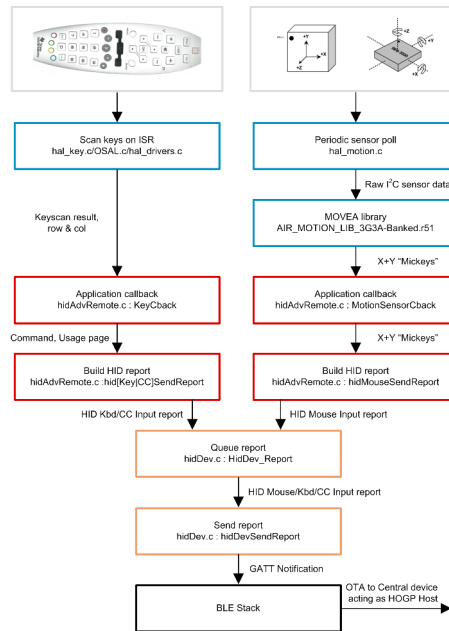 +Y
+X
+Z
+Z
+Y
+X
Scan keys on ISR
hal_key.c/OSAL.c/hal_drivers.c
Periodic sensor poll
hal_motion.c
Raw I²C sensor data
Keyscan result,
row & col
MOVEA library
AIR_MOTION_LIB_3G3A-Banked.r51
X+Y “Mickeys”
Application callback
hidAdvRemote.c : KeyCback
Application callback
hidAdvRemote.c : MotionSensorCback
Command, Usage page
X+Y “Mickeys”
Build HID report
hidAdvRemote.c :hid[Key|CC]SendReport
Build HID report
hidAdvRemote.c : hidMouseSendReport
HID Kbd/CC Input report
HID Mouse Input report
Queue report
hidDev.c : HidDev_Report
HID Mouse/Kbd/CC Input report
Send report
hidDev.c : hidDevSendReport
GATT Notification
BLE Stack
OTA to Central device
acting as HOGP Host